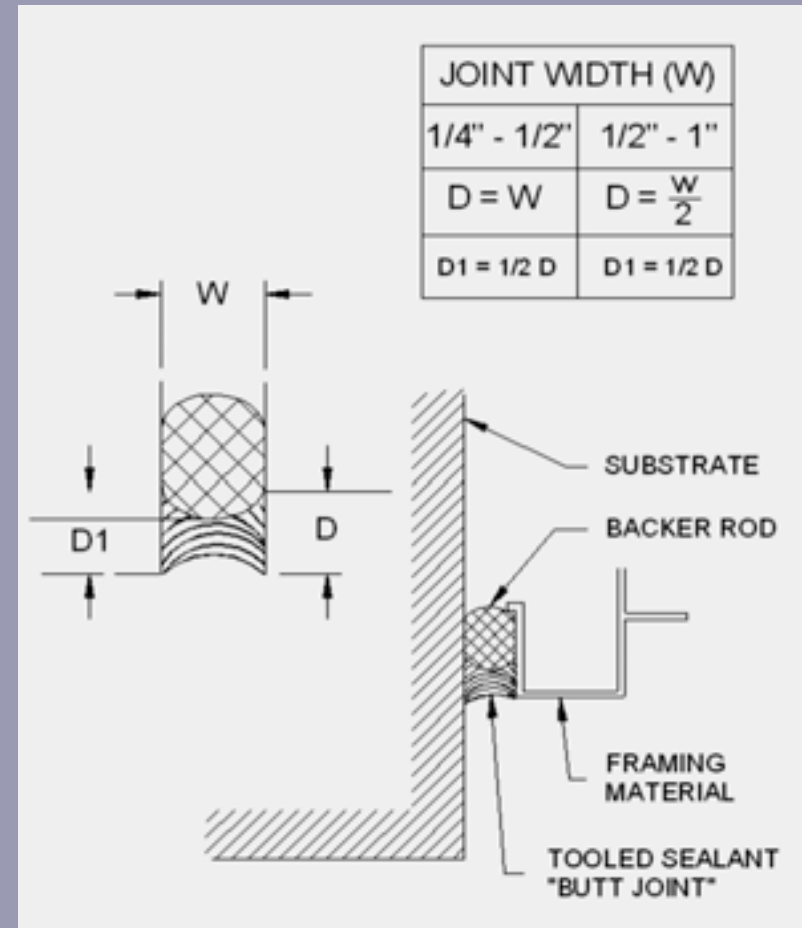 JOINT WIDTH (W)
1/4" - 1/2" 1/2" - 1"
D = W D = W/2
D1 = 1/2 D D1 = 1/2 D
W
D1
D
SUBSTRATE
BACKER ROD
FRAMING
MATERIAL
TOOLED SEALANT
"BUTT JOINT"